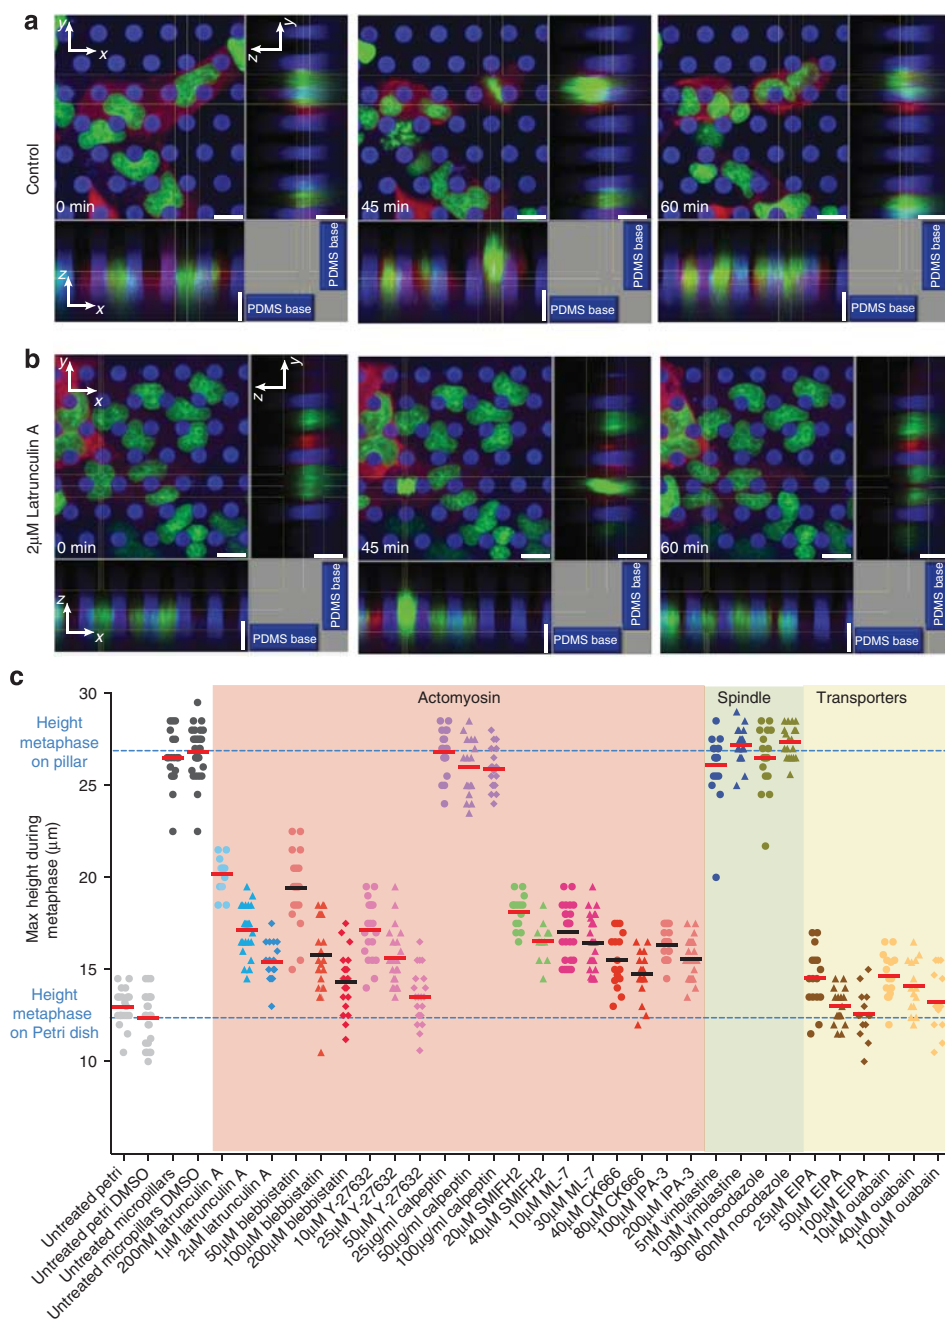 a
y
x
z
y
Control
0 min
45 min
60 min
z
x
PDMS base
PDMS base
PDMS base
PDMS base
PDMS base
PDMS base
b
y
x
z
y
2µM Latrunculin A
0 min
45 min
60 min
z
x
PDMS base
PDMS base
PDMS base
PDMS base
PDMS base
PDMS base
c
Actomyosin
Spindle
Transporters
Height
metaphase
on pillar
Height
metaphase
on Petri dish
Max height during
metaphase (µm)
30
25
20
15
10
Untreated petri
Untreated petri DMSO
Untreated micropillars
Untreated micropillars DMSO
200nM latrunculin A
1µM latrunculin A
2µM latrunculin A
50µM blebbistatin
100µM blebbistatin
200µM blebbistatin
10µM Y-27632
25µM Y-27632
50µM Y-27632
25µg/ml calpeptin
50µg/ml calpeptin
100µg/ml calpeptin
20µM SMIFH2
40µM SMIFH2
10µM ML-7
30µM ML-7
40µM CK666
80µM CK666
100µM IPA-3
200µM IPA-3
5nM vinblastine
10nM vinblastine
30nM nocodazole
60nM nocodazole
25µM EIPA
50µM EIPA
100µM EIPA
10µM ouabain
40µM ouabain
100µM ouabain